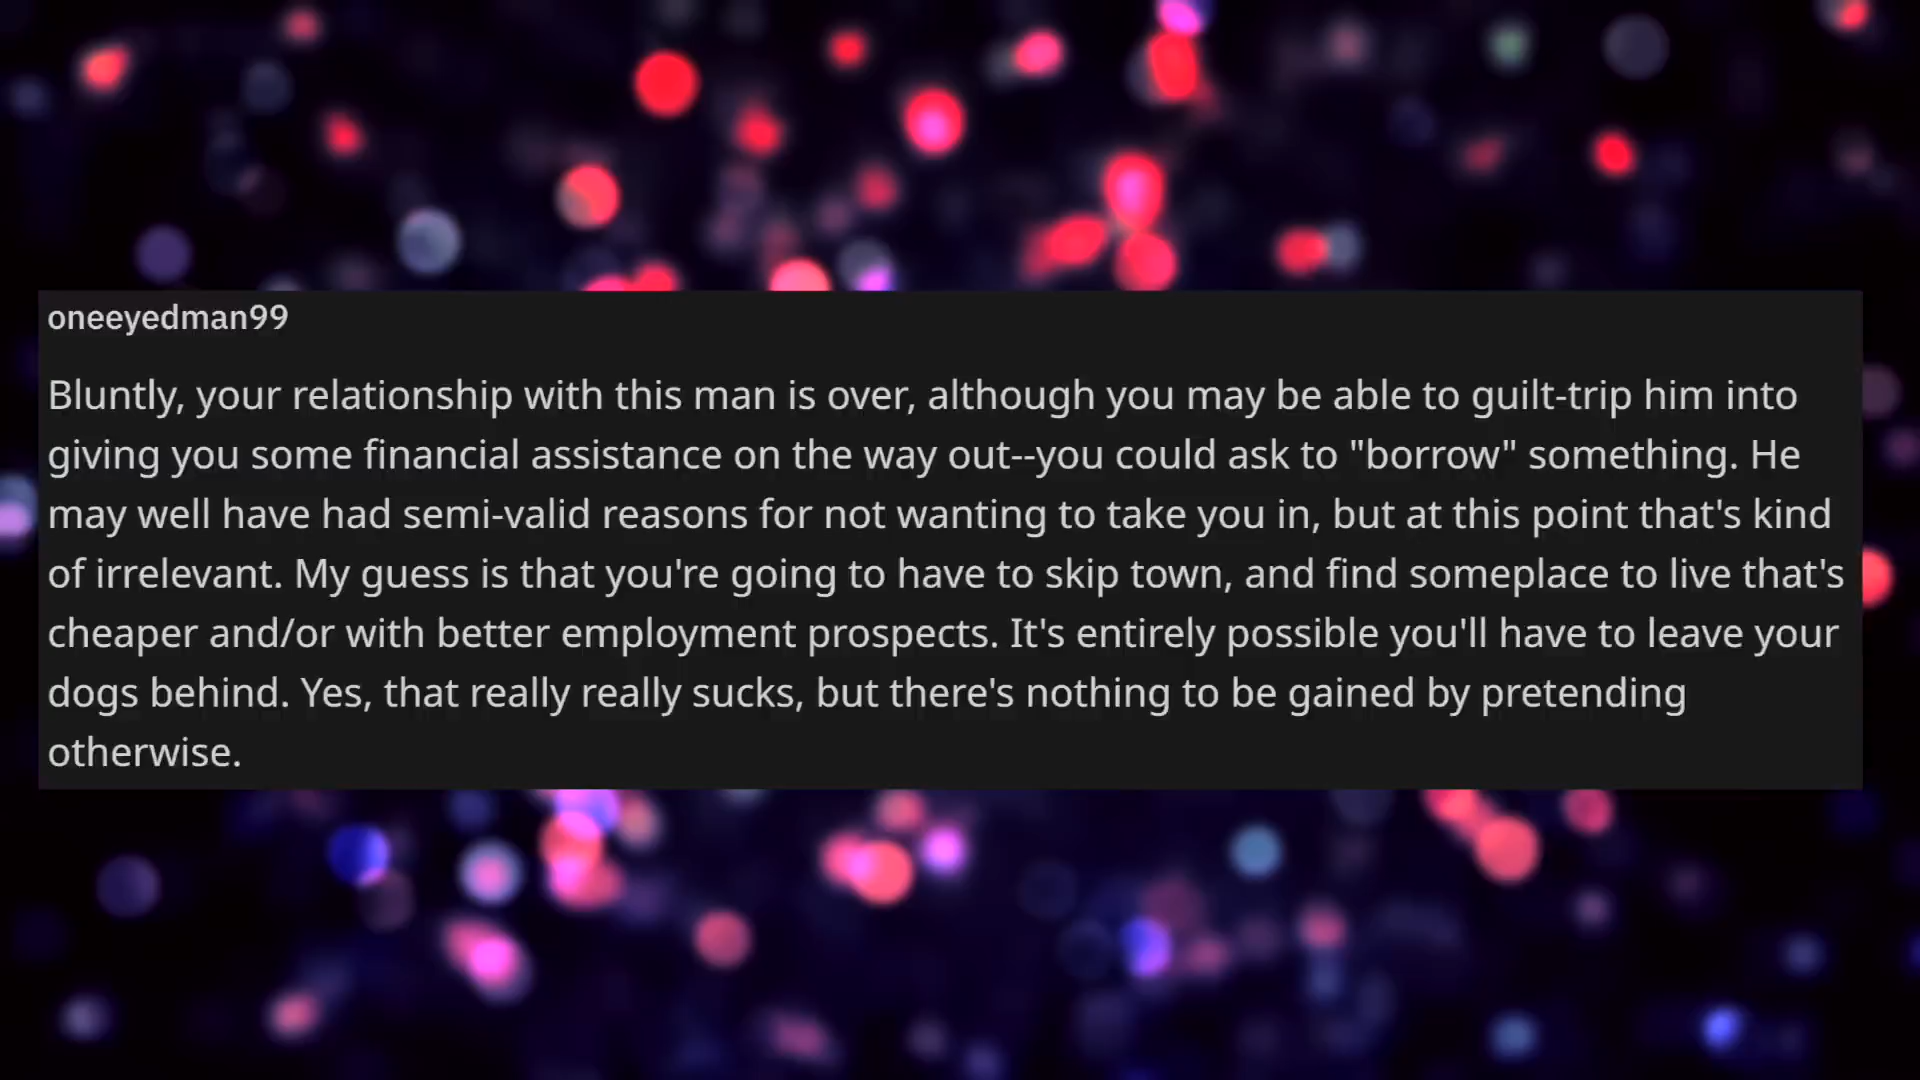 oneeyedman99
Bluntly, your relationship with this man is over, although you may be able to guilt-trip him into
giving you some financial assistance on the way out--you could ask to "borrow" something. He
may well have had semi-valid reasons for not wanting to take you in, but at this point that's kind
of irrelevant. My guess is that you're going to have to skip town, and find someplace to live that's
cheaper and/or with better employment prospects. It's entirely possible you'll have to leave your
dogs behind. Yes, that really really sucks, but there's nothing to be gained by pretending
otherwise.